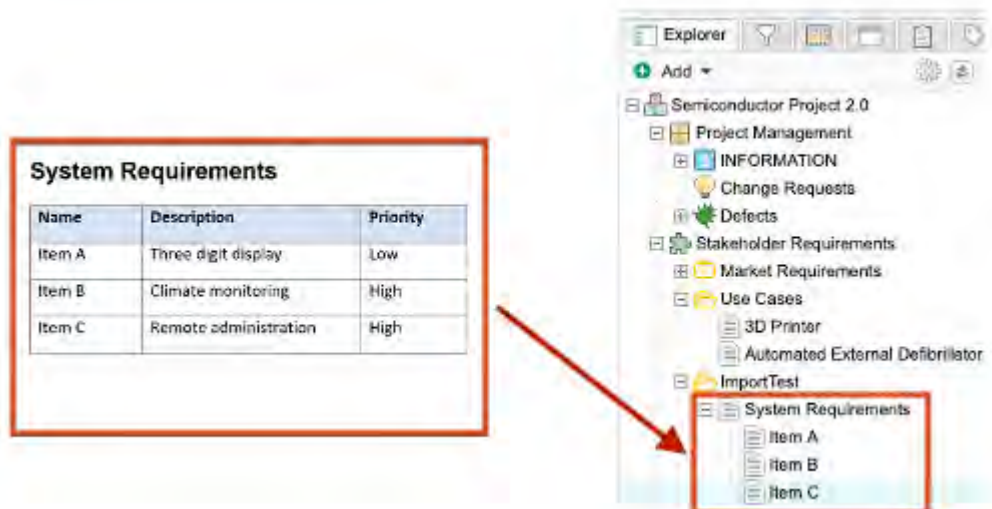 System Requirements
Name Description Priority
Item A Three digit display Low
Item B Climate monitoring High
Item C Remote administration High
Explorer
Add
Semiconductor Project 2.0
Project Management
INFORMATION
Change Requests
Defects
Stakeholder Requirements
Market Requirements
Use Cases
3D Printer
Automated External Defibrillator
ImportTest
System Requirements
Item A
Item B
Item C